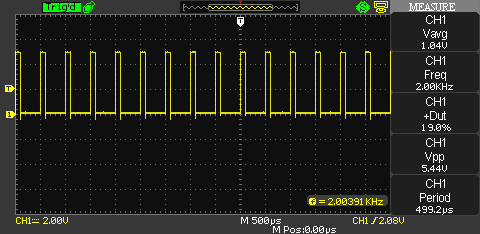 Trig'd
MEASURE
CH1
Vavg
1.04V
CH1
Freq
2.00KHz
CH1
+Dut
19.0%
CH1
Vpp
5.44V
CH1
Period
499.2µs
T
T
1
f = 2.00391 KHz
CH1 2.00V
M 500µs
CH1 / 2.08V
M Pos:0.00µs